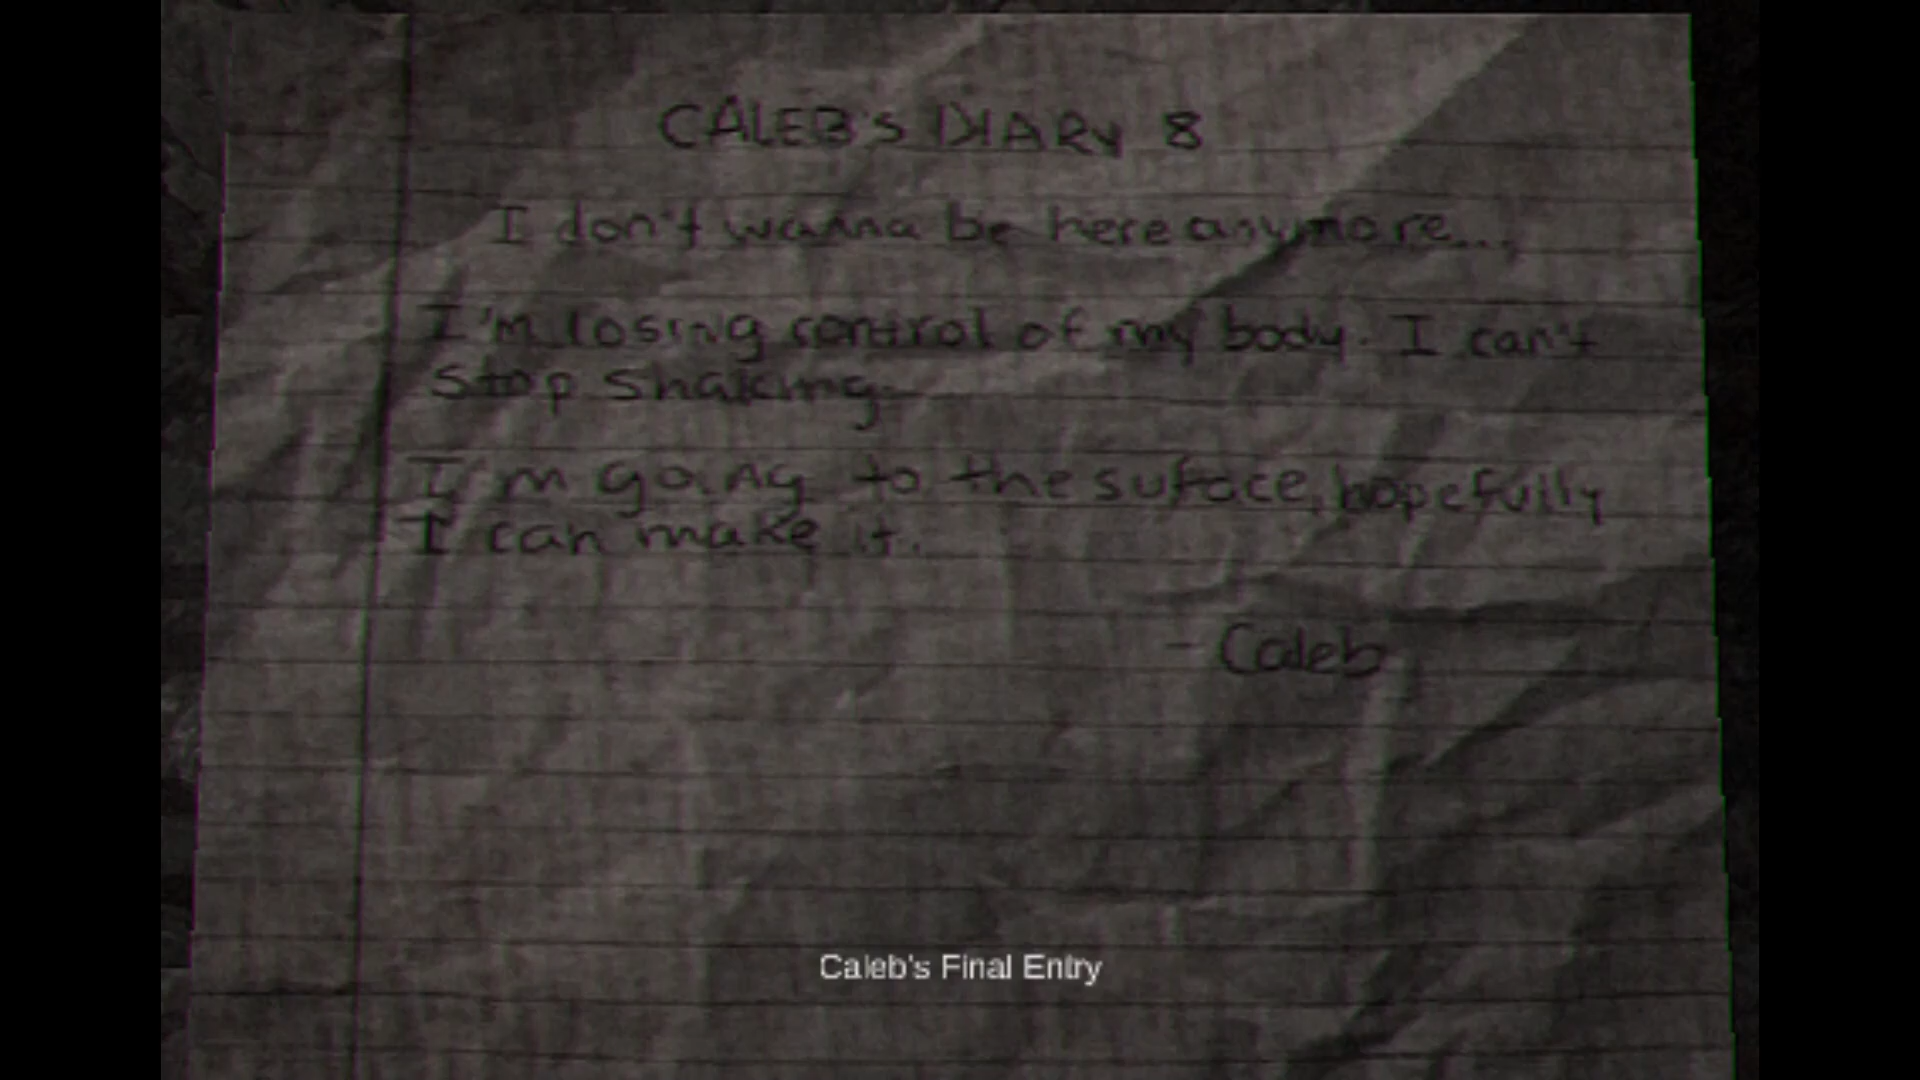 CALEB'S DIARY 8
I don't wanna be here anymore...
I'm losing control of my body. I can't
stop shaking.
I'm going to the suface, hopefully
I can make it.
- Caleb
Caleb's Final Entry